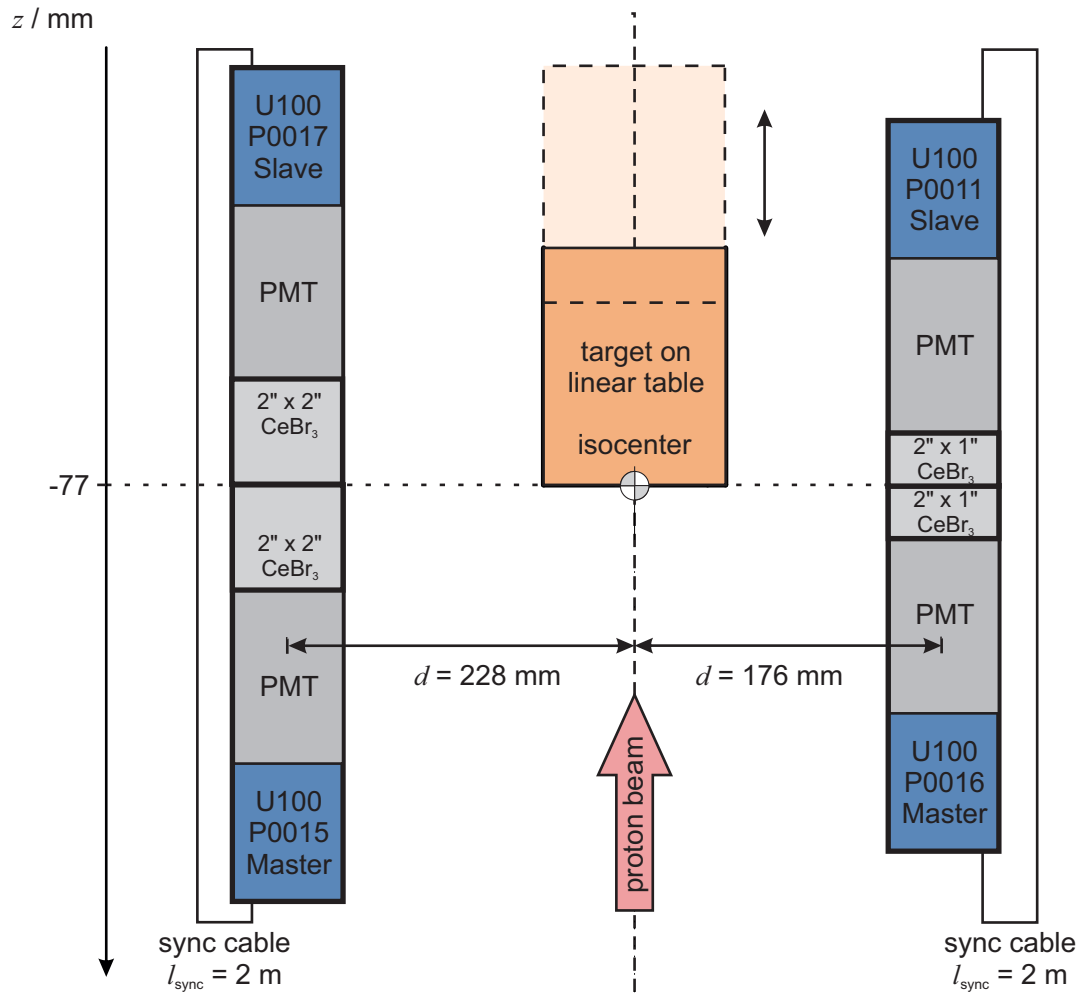 z / mm
U100
P0017
Slave
PMT
2" x 2"
CeBr₃
-77
2" x 2"
CeBr₃
PMT
U100
P0015
Master
sync cable
lsync = 2 m
target on
linear table
isocenter
d = 228 mm
d = 176 mm
proton beam
U100
P0011
Slave
PMT
2" x 1"
CeBr₃
2" x 1"
CeBr₃
PMT
U100
P0016
Master
sync cable
lsync = 2 m